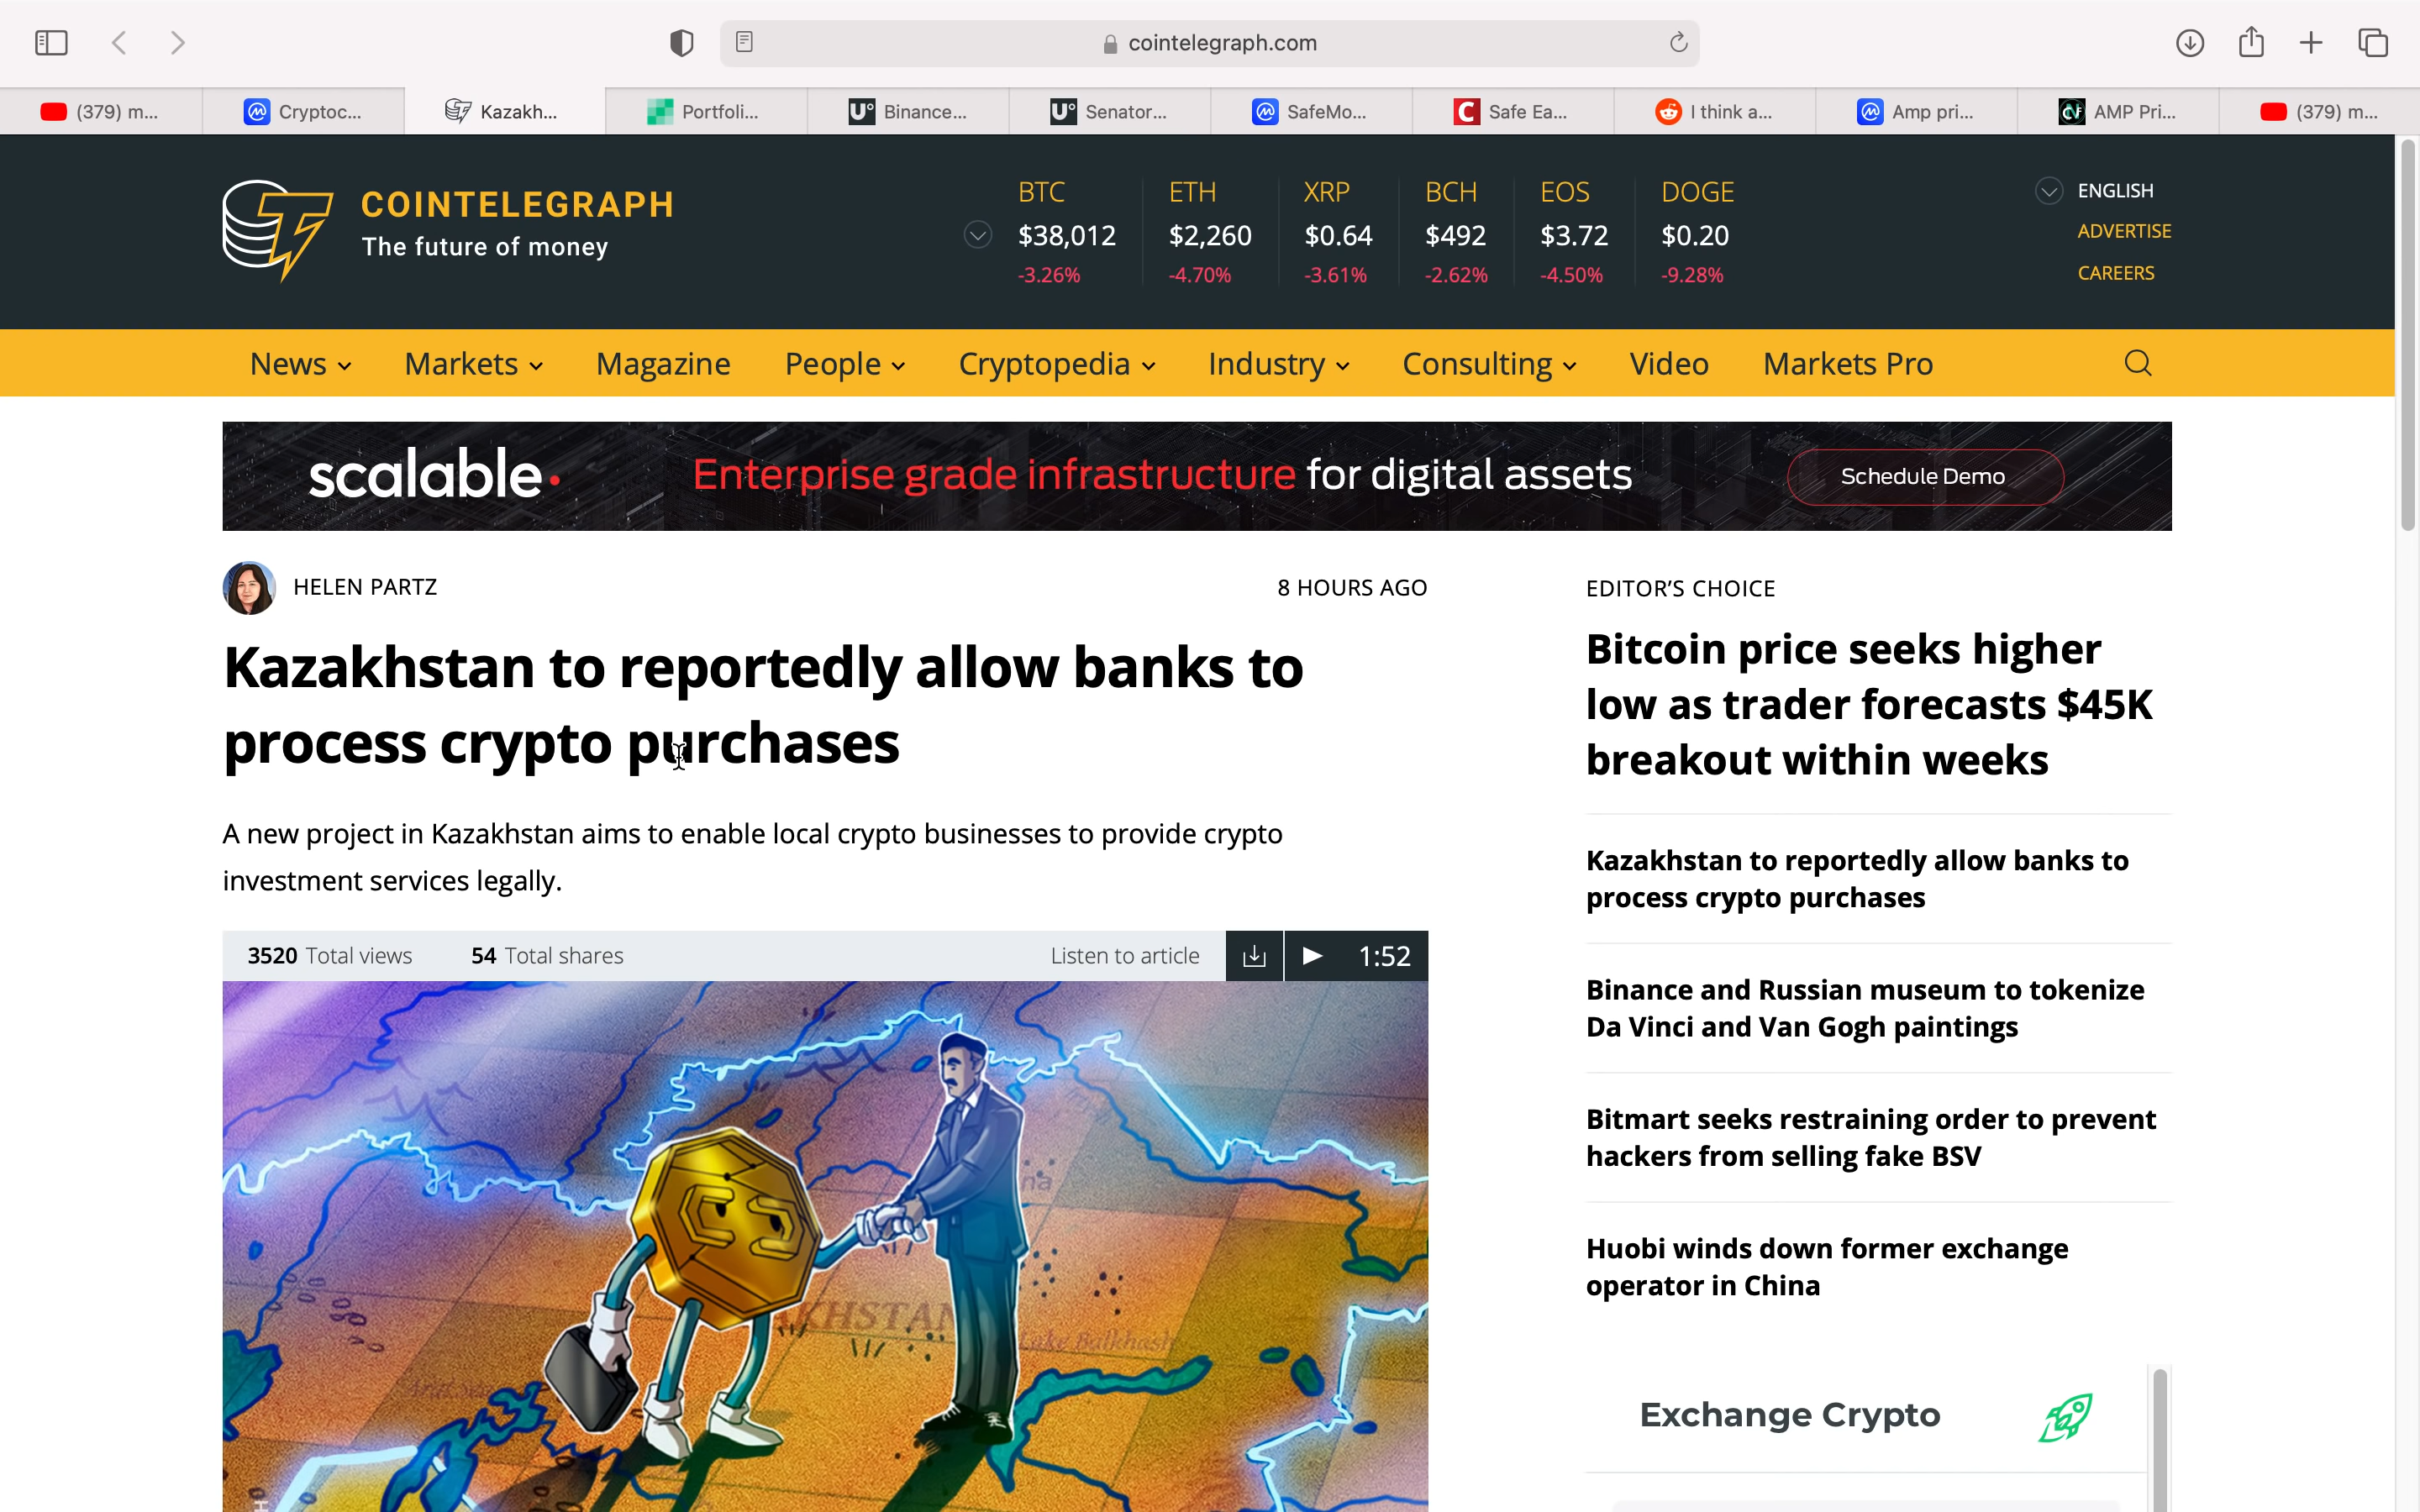 cointelegraph.com
(379) m...
Cryptoc...
Kazakh...
Portfoli...
Binance...
Senator...
SafeMo...
Safe Ea...
I think a...
Amp pri...
AMP Pri...
(379) m...
COINTELEGRAPH
The future of money
BTC ETH XRP BCH EOS DOGE
$38,012 $2,260 $0.64 $492 $3.72 $0.20
-3.26% -4.70% -3.61% -2.62% -4.50% -9.28%
ENGLISH
ADVERTISE
CAREERS
News Markets Magazine People Cryptopedia Industry Consulting Video Markets Pro
scalable. Enterprise grade infrastructure for digital assets Schedule Demo
HELEN PARTZ 8 HOURS AGO
Kazakhstan to reportedly allow banks to
process crypto purchases
A new project in Kazakhstan aims to enable local crypto businesses to provide crypto
investment services legally.
3520 Total views 54 Total shares Listen to article 1:52
KHSTAN
Lake Balkhash
EDITOR'S CHOICE
Bitcoin price seeks higher
low as trader forecasts $45K
breakout within weeks
Kazakhstan to reportedly allow banks to
process crypto purchases
Binance and Russian museum to tokenize
Da Vinci and Van Gogh paintings
Bitmart seeks restraining order to prevent
hackers from selling fake BSV
Huobi winds down former exchange
operator in China
Exchange Crypto